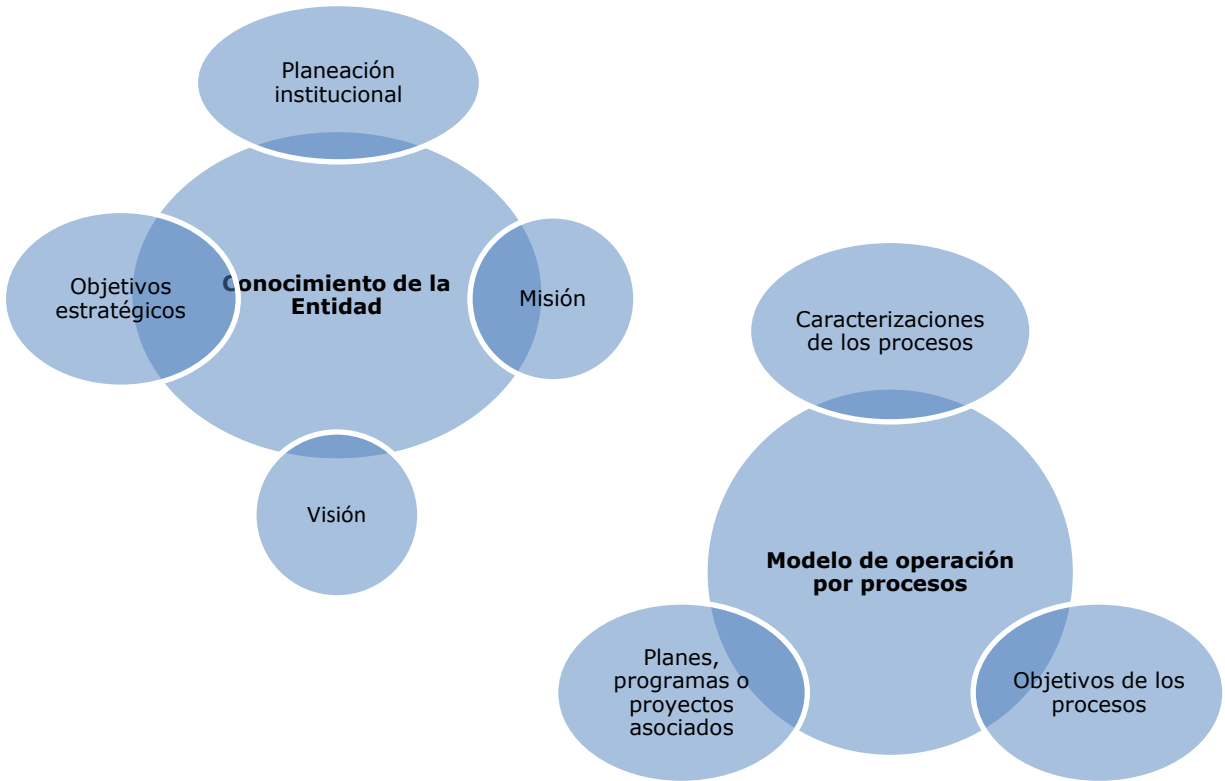 Planeación
institucional
Objetivos
estratégicos
Conocimiento de la
Entidad
Misión
Visión
Caracterizaciones
de los procesos
Modelo de operación
por procesos
Planes,
programas o
proyectos
asociados
Objetivos de los
procesos